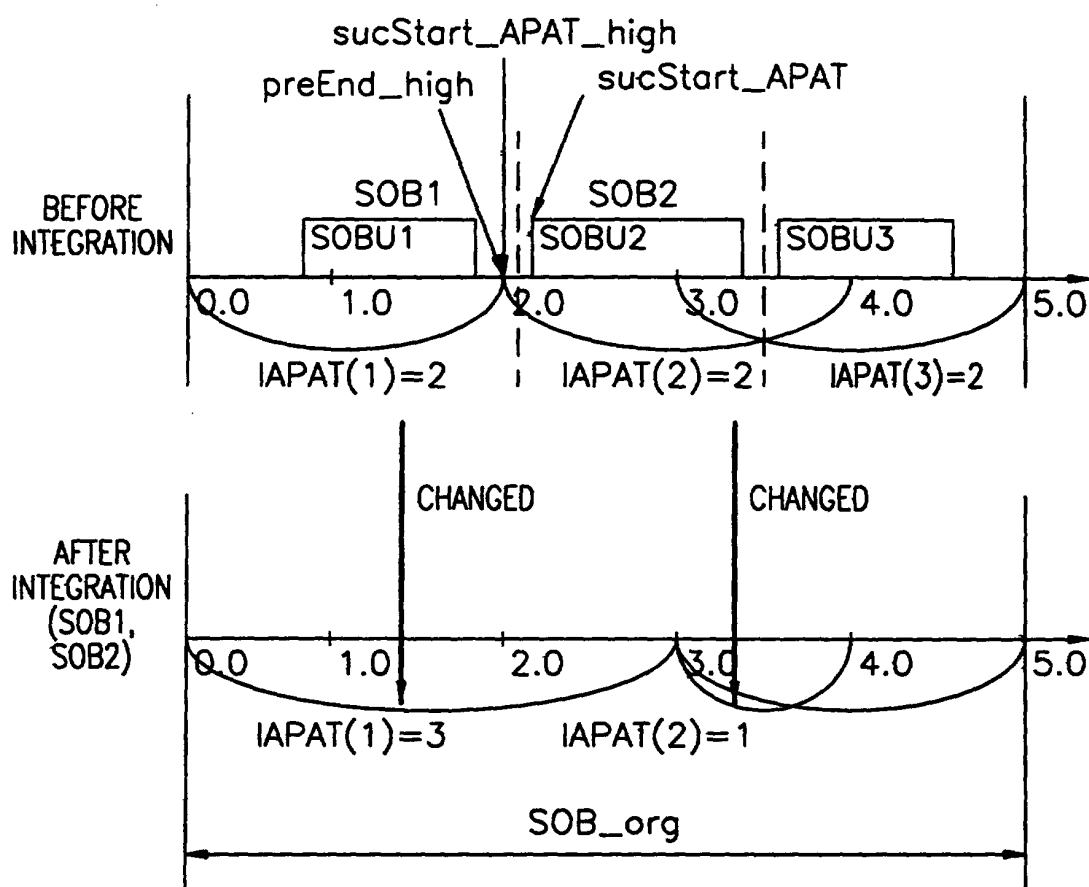 sucStart_APAT_high
preEnd_high
sucStart_APAT
BEFORE
INTEGRATION
SOB1
SOB2
SOBU1
SOBU2
SOBU3
0.0
1.0
2.0
3.0
4.0
5.0
IAPAT(1)=2
IAPAT(2)=2
IAPAT(3)=2
CHANGED
CHANGED
AFTER
INTEGRATION
(SOB1,
SOB2)
0.0
1.0
2.0
3.0
4.0
5.0
IAPAT(1)=3
IAPAT(2)=1
SOB_org